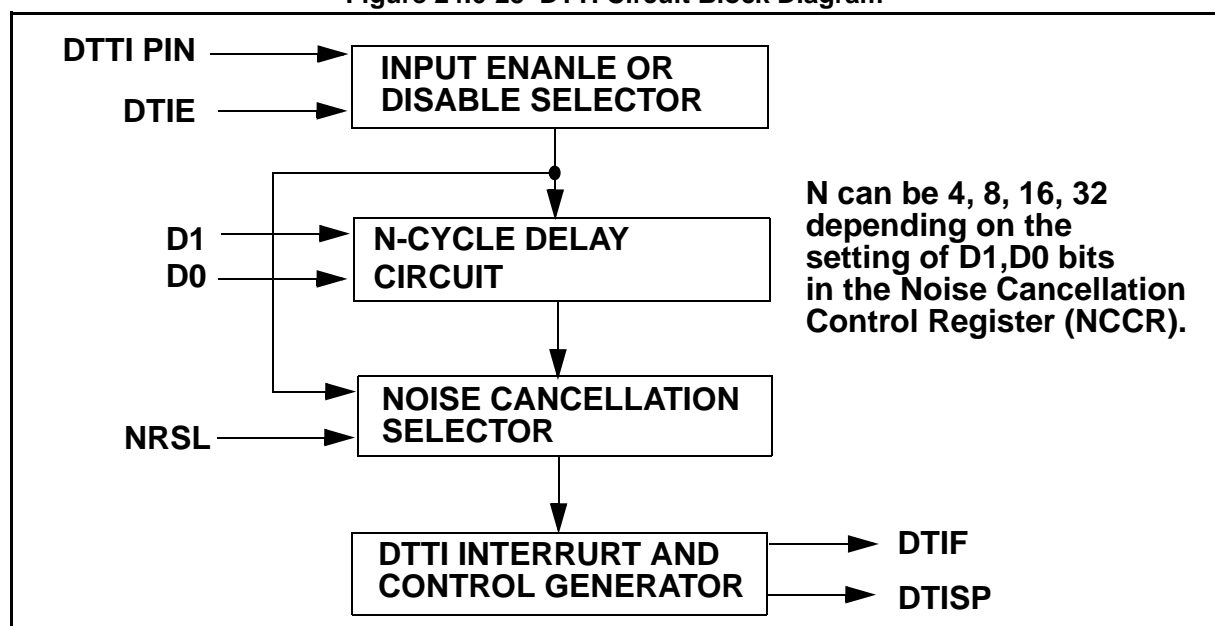 DTTI PIN
INPUT ENANLE OR
DISABLE SELECTOR
DTIE
N can be 4, 8, 16, 32
depending on the
setting of D1,D0 bits
in the Noise Cancellation
Control Register (NCCR).
D1
D0
N-CYCLE DELAY
CIRCUIT
NOISE CANCELLATION
SELECTOR
NRSL
DTTI INTERRURT AND
CONTROL GENERATOR
DTIF
DTISP